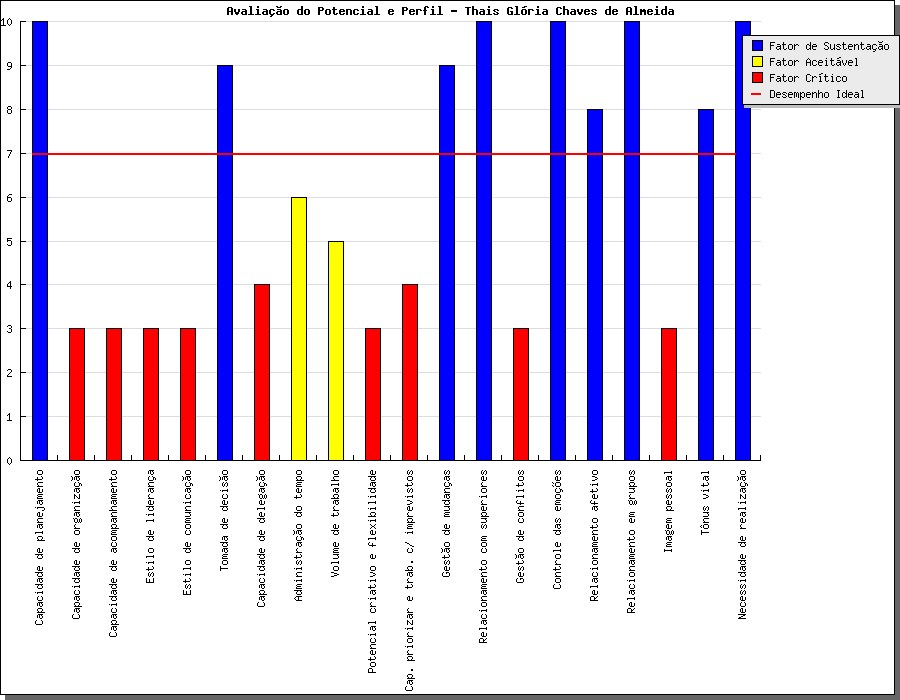 Avaliação do Potencial e Perfil - Thais Glória Chaves de Almeida
Fator de Sustentação
Fator Aceitável
Fator Crítico
Desempenho Ideal
10
9
8
7
6
5
4
3
2
1
0
Capacidade de planejamento
Capacidade de organização
Capacidade de acompanhamento
Estilo de liderança
Estilo de comunicação
Tomada de decisão
Capacidade de delegação
Administração do tempo
Volume de trabalho
Potencial criativo e flexibilidade
Cap. priorizar e trab. c/ imprevistos
Gestão de mudanças
Relacionamento com superiores
Gestão de conflitos
Controle das emoções
Relacionamento afetivo
Relacionamento em grupos
Imagem pessoal
Tônus vital
Necessidade de realização